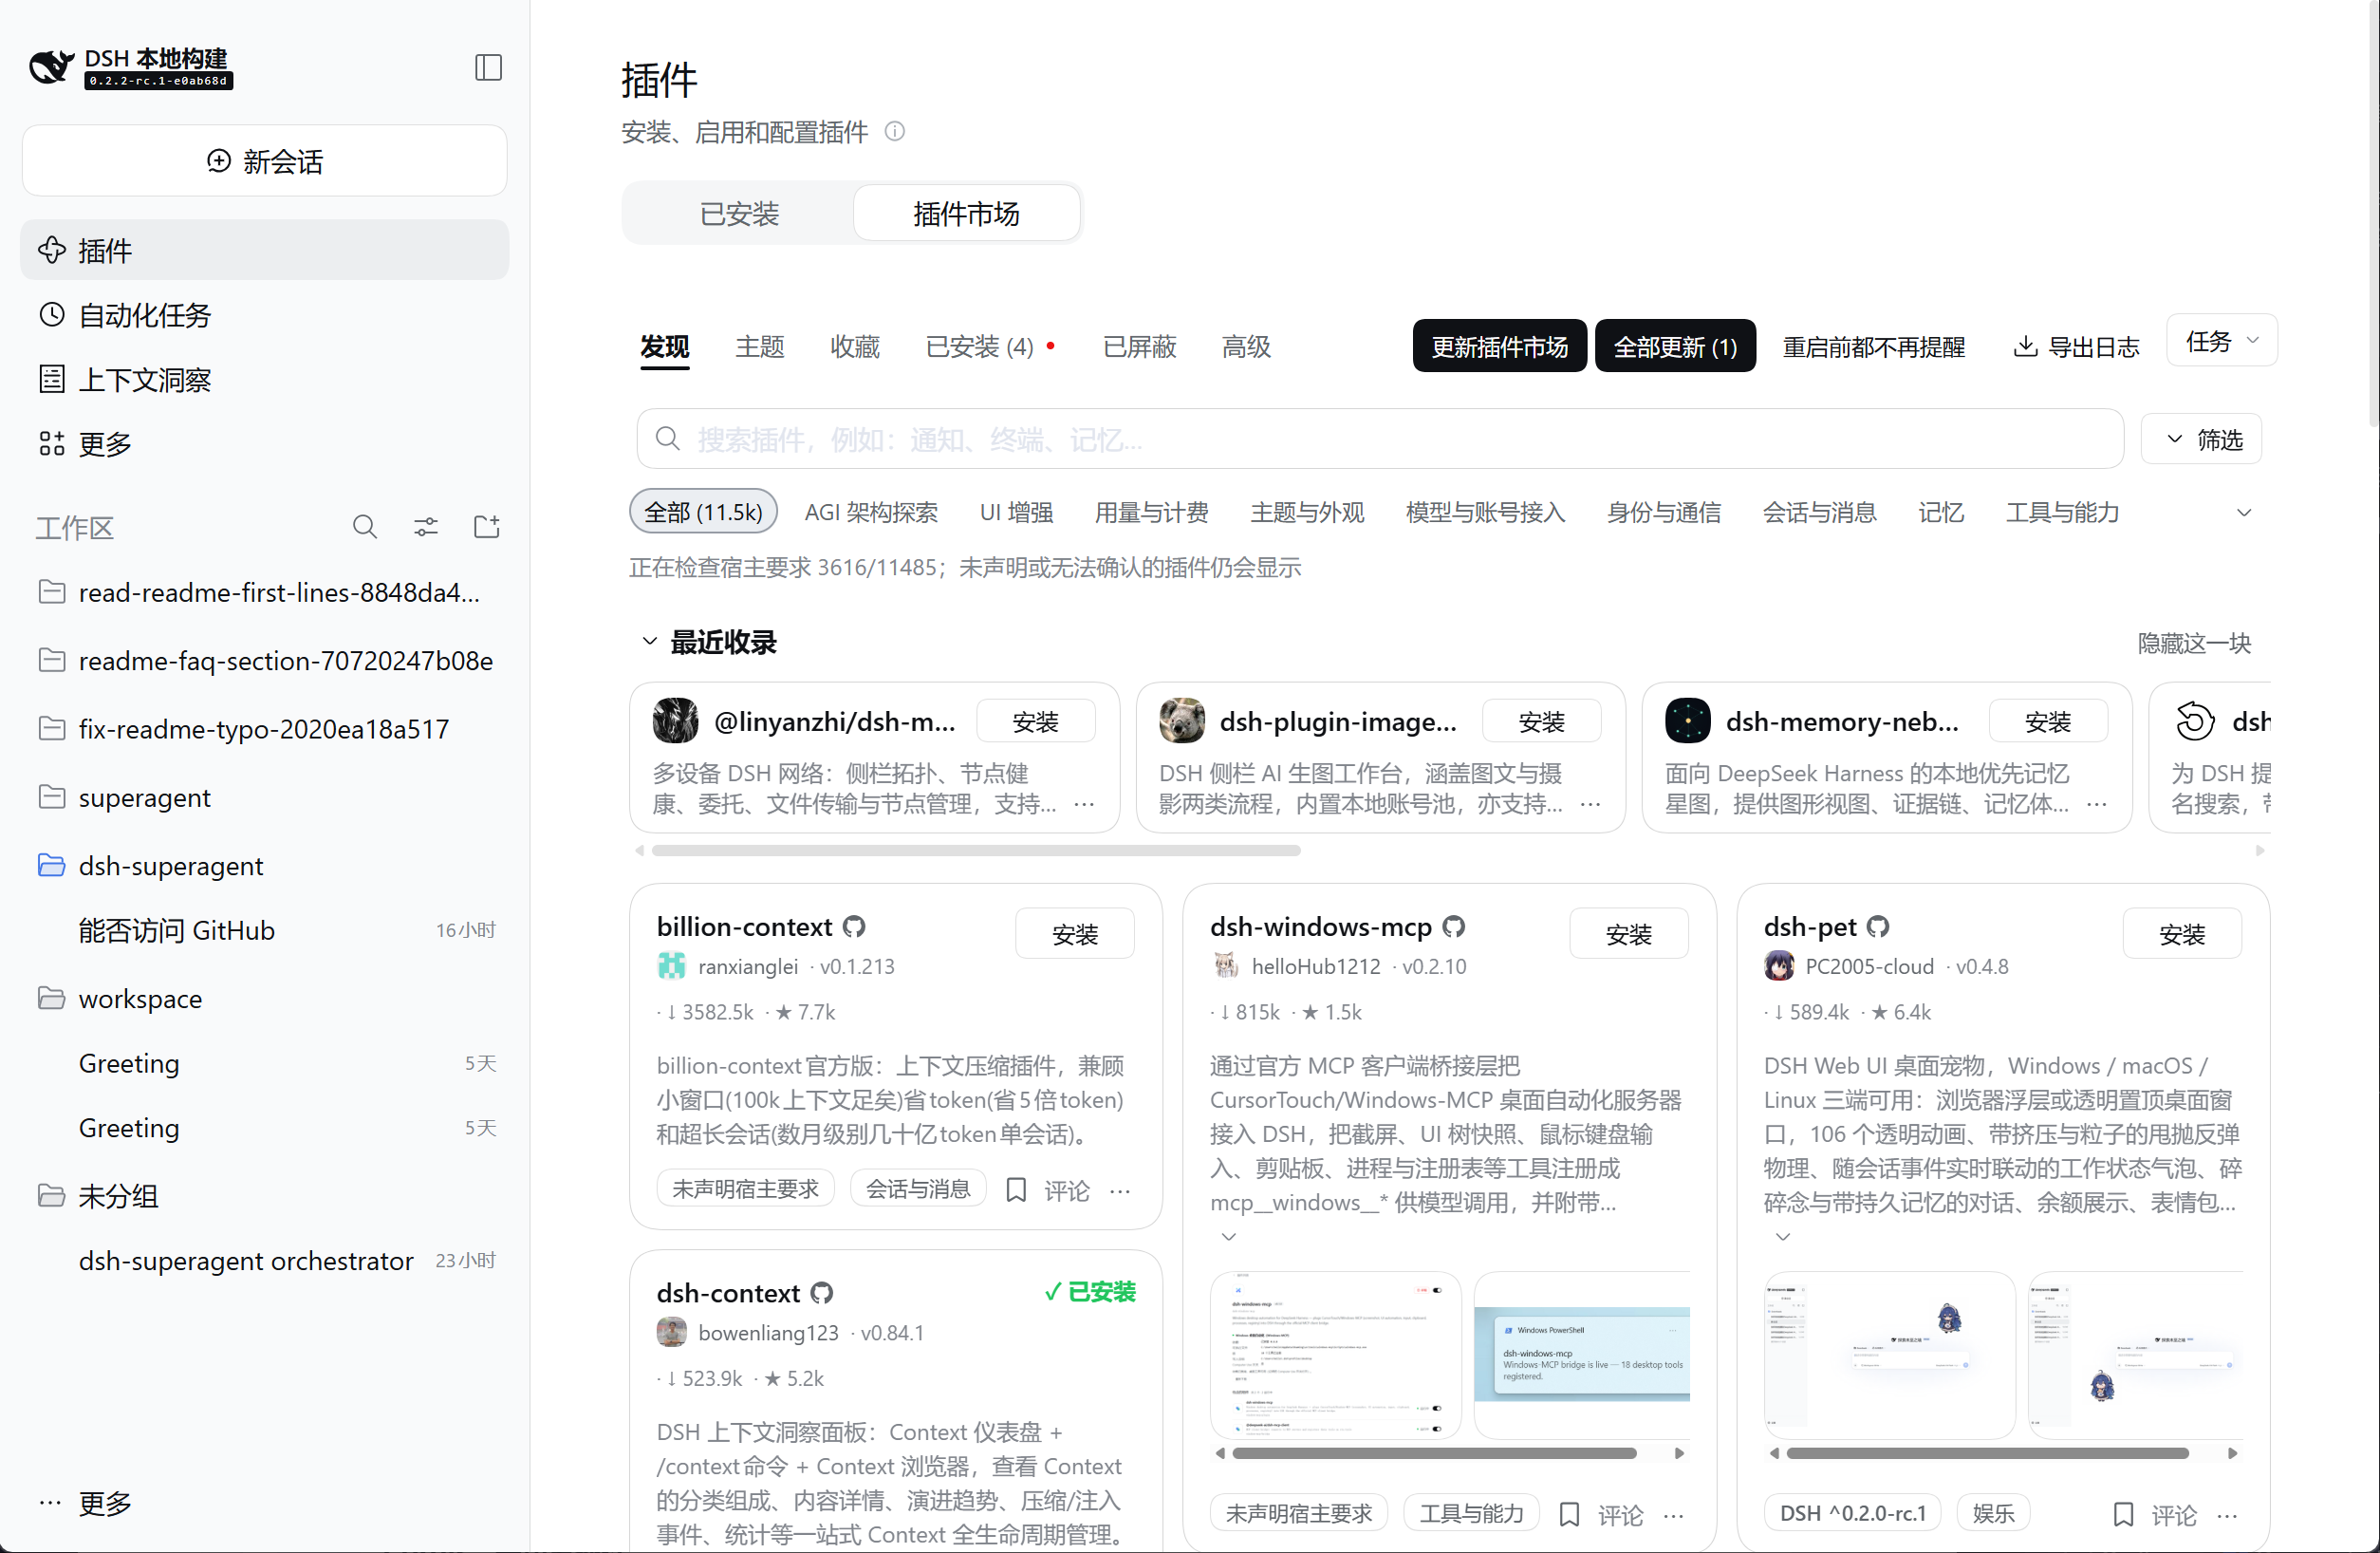 DSH 本地构建
0.2.2-rc.1-e0ab68d
新会话
插件
自动化任务
上下文洞察
更多
工作区
read-readme-first-lines-8848da4...
readme-faq-section-70720247b08e
fix-readme-typo-2020ea18a517
superagent
dsh-superagent
能否访问 GitHub 16小时
workspace
Greeting 5天
Greeting 5天
未分组
dsh-superagent orchestrator 23小时
··· 更多
插件
安装、启用和配置插件
已安装 插件市场
发现 主题 收藏 已安装 (4) 已屏蔽 高级 更新插件市场 全部更新 (1) 重启前都不再提醒 导出日志 任务
搜索插件，例如：通知、终端、记忆... 筛选
全部 (11.5k) AGI 架构探索 UI 增强 用量与计费 主题与外观 模型与账号接入 身份与通信 会话与消息 记忆 工具与能力
正在检查宿主要求 3616/11485；未声明或无法确认的插件仍会显示
最近收录 隐藏这一块
@linyanzhi/dsh-m... 安装
多设备 DSH 网络：侧栏拓扑、节点健
康、委托、文件传输与节点管理，支持... ···
dsh-plugin-image... 安装
DSH 侧栏 AI 生图工作台，涵盖图文与摄
影两类流程，内置本地账号池，亦支持... ···
dsh-memory-neb... 安装
面向 DeepSeek Harness 的本地优先记忆
星图，提供图形视图、证据链、记忆体... ···
dsh
为 DSH 提
名搜索，
billion-context 安装
ranxianglei · v0.1.213
· ↓ 3582.5k · ★ 7.7k
billion-context官方版：上下文压缩插件，兼顾
小窗口(100k上下文足矣)省token(省5倍token)
和超长会话(数月级别几十亿token单会话)。
未声明宿主要求 会话与消息 评论 ···
dsh-context ✓ 已安装
bowenliang123 · v0.84.1
· ↓ 523.9k · ★ 5.2k
DSH 上下文洞察面板：Context 仪表盘 +
/context命令 + Context 浏览器，查看 Context
的分类组成、内容详情、演进趋势、压缩/注入
事件、统计等一站式 Context 全生命周期管理。
dsh-windows-mcp 安装
helloHub1212 · v0.2.10
· ↓ 815k · ★ 1.5k
通过官方 MCP 客户端桥接层把
CursorTouch/Windows-MCP 桌面自动化服务器
接入 DSH，把截屏、UI 树快照、鼠标键盘输
入、剪贴板、进程与注册表等工具注册成
mcp__windows__* 供模型调用，并附带...
dsh-windows-mcp
Windows PowerShell
dsh-windows-mcp
Windows-MCP bridge is live — 18 desktop tools
registered.
未声明宿主要求 工具与能力 评论 ···
dsh-pet 安装
PC2005-cloud · v0.4.8
· ↓ 589.4k · ★ 6.4k
DSH Web UI 桌面宠物，Windows / macOS /
Linux 三端可用：浏览器浮层或透明置顶桌面窗
口，106 个透明动画、带挤压与粒子的甩抛反弹
物理、随会话事件实时联动的工作状态气泡、碎
碎念与带持久记忆的对话、余额展示、表情包...
DSH ^0.2.0-rc.1 娱乐 评论 ···